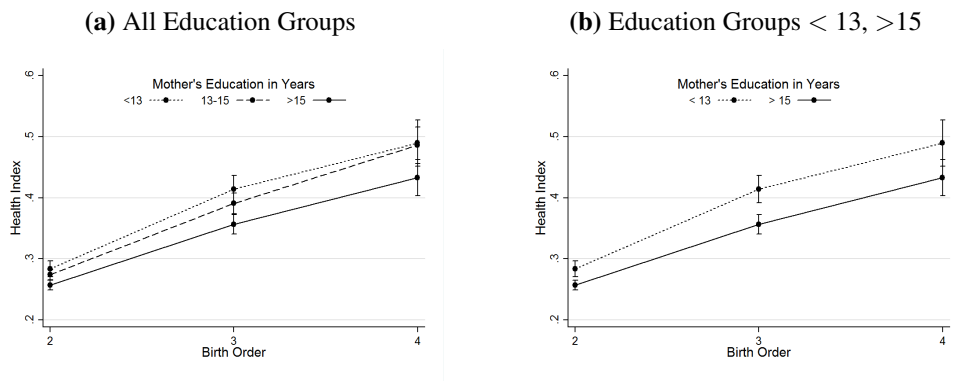 (a) All Education Groups
Mother's Education in Years
<13 13-15 >15
Health Index
.6
.5
.4
.3
.2
2 3 4
Birth Order
(b) Education Groups < 13, >15
Mother's Education in Years
< 13 > 15
Health Index
.6
.5
.4
.3
.2
2 3 4
Birth Order